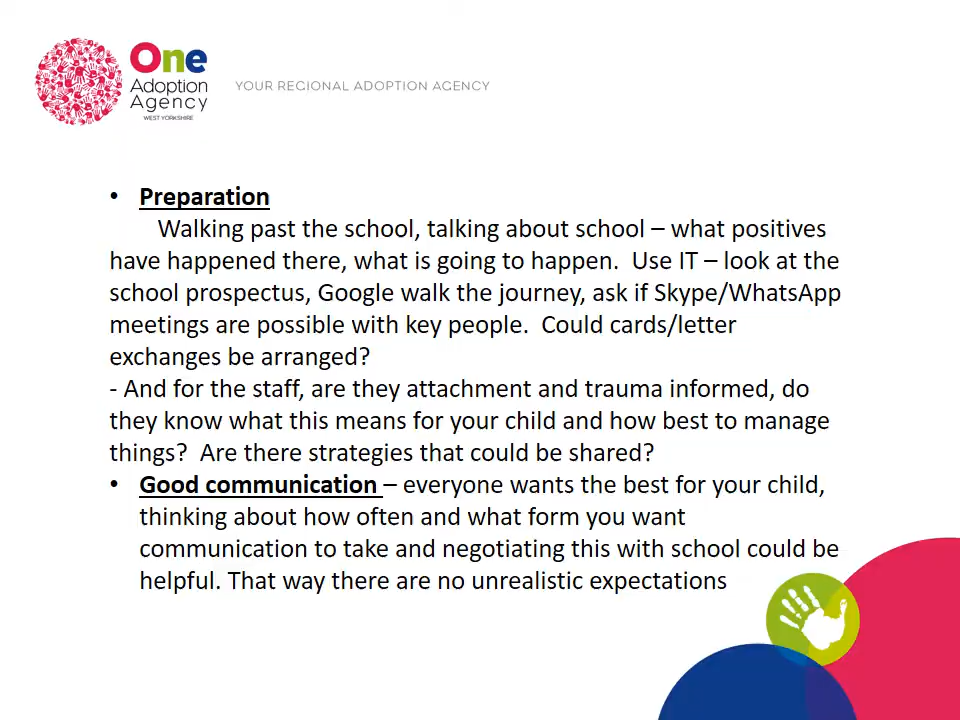 One
Adoption
Agency
WEST YORKSHIRE
YOUR REGIONAL ADOPTION AGENCY
• Preparation
Walking past the school, talking about school – what positives
have happened there, what is going to happen.  Use IT – look at the
school prospectus, Google walk the journey, ask if Skype/WhatsApp
meetings are possible with key people.  Could cards/letter
exchanges be arranged?
- And for the staff, are they attachment and trauma informed, do
they know what this means for your child and how best to manage
things?  Are there strategies that could be shared?
• Good communication – everyone wants the best for your child,
thinking about how often and what form you want
communication to take and negotiating this with school could be
helpful. That way there are no unrealistic expectations